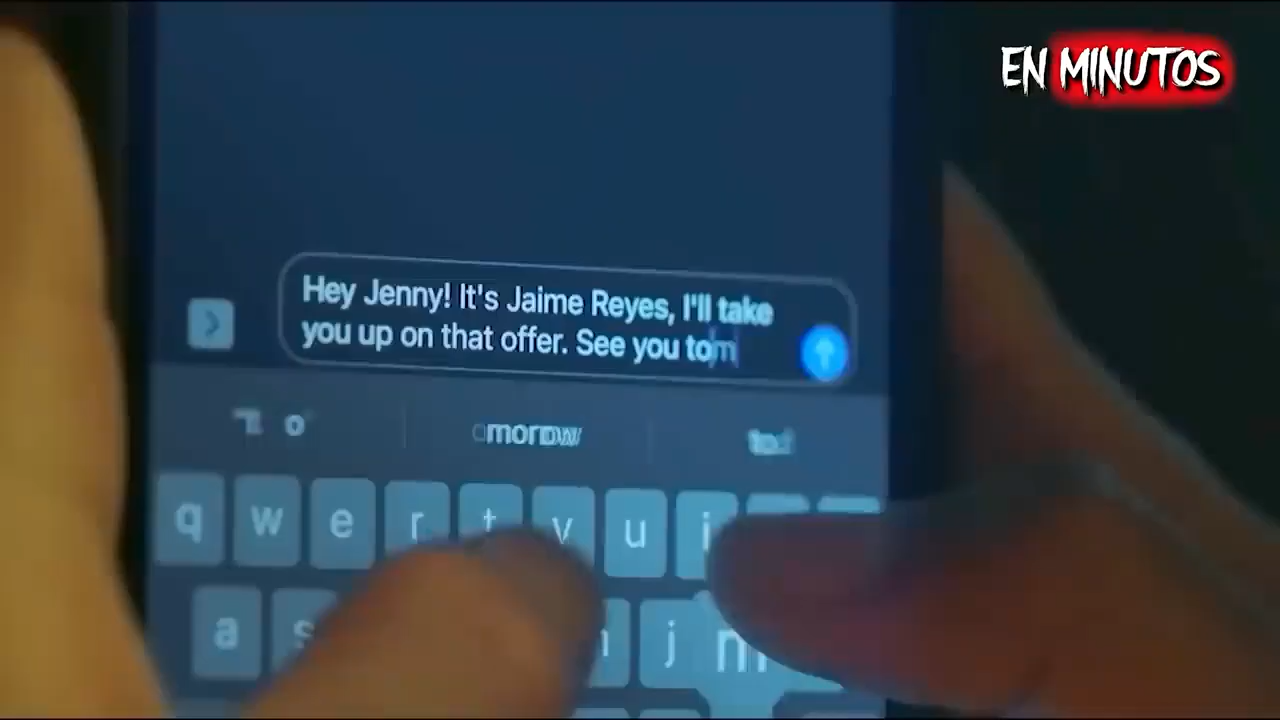 EN MINUTOS
Hey Jenny! It's Jaime Reyes, I'll take
you up on that offer. See you tom
q w e r t y u i
a s j m